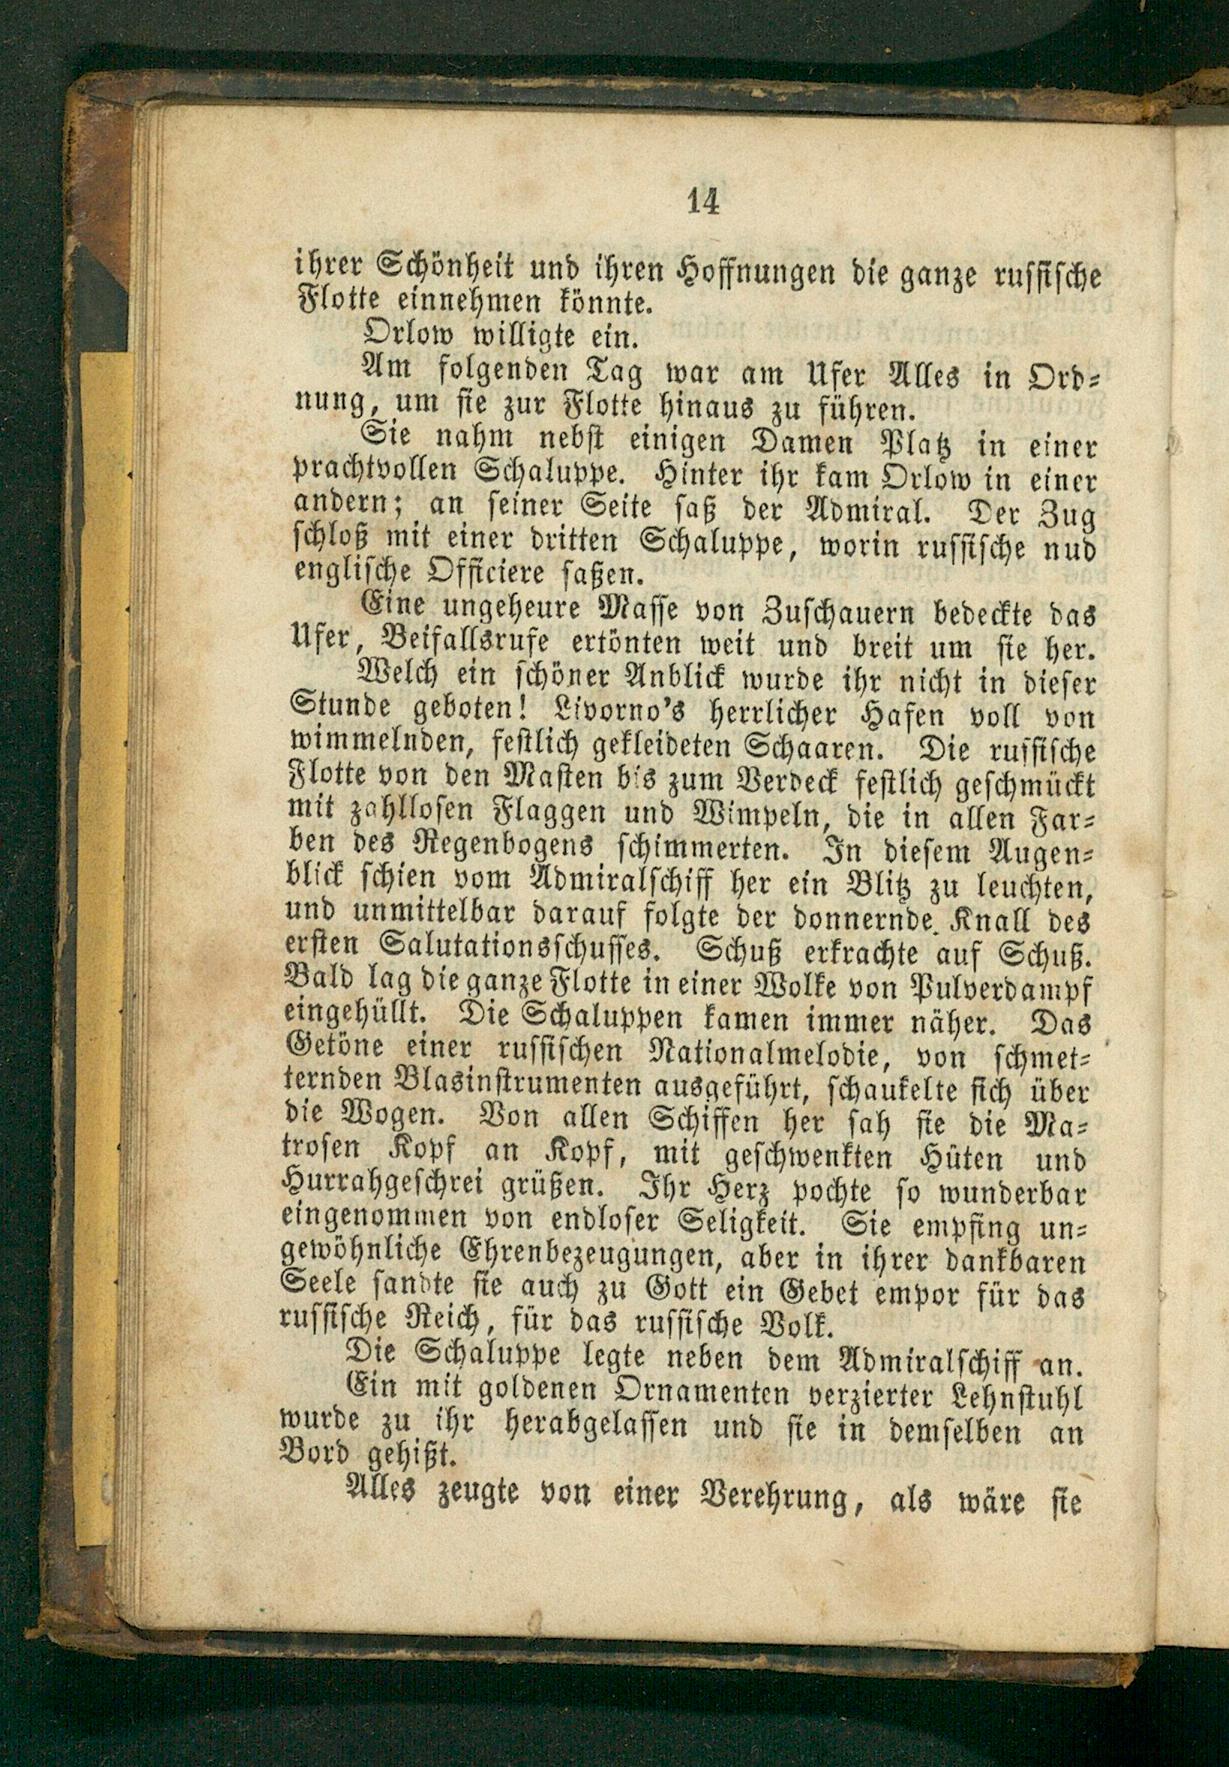 14
ihrer Schönheit und ihren Hoffnungen die ganze russische
Flotte einnehmen könnte.
Orlow willigte ein.
Am folgenden Tag war am Ufer Alles in Ord-
nung, um sie zur Flotte hinaus zu führen.
Sie nahm nebst einigen Damen Platz in einer
prachtvollen Schaluppe. Hinter ihr kam Orlow in einer
andern; an seiner Seite saß der Admiral. Der Zug
schloß mit einer dritten Schaluppe, worin russische nud
englische Officiere saßen.
Eine ungeheure Masse von Zuschauern bedeckte das
Ufer, Beifallsrufe ertönten weit und breit um sie her.
Welch ein schöner Anblick wurde ihr nicht in dieser
Stunde geboten! Livorno's herrlicher Hafen voll von
wimmelnden, festlich gekleideten Schaaren. Die russische
Flotte von den Masten bis zum Verdeck festlich geschmückt
mit zahllosen Flaggen und Wimpeln, die in allen Far-
ben des Regenbogens schimmerten. In diesem Augen-
blick schien vom Admiralschiff her ein Blitz zu leuchten,
und unmittelbar darauf folgte der donnernde Knall des
ersten Salutationsschusses. Schuß erkrachte auf Schuß.
Bald lag die ganze Flotte in einer Wolke von Pulverdampf
eingehüllt. Die Schaluppen kamen immer näher. Das
Getöne einer russischen Nationalmelodie, von schmet-
ternden Blasinstrumenten ausgeführt, schaukelte sich über
die Wogen. Von allen Schiffen her sah sie die Ma-
trosen Kopf an Kopf, mit geschwenkten Hüten und
Hurrahgeschrei grüßen. Ihr Herz pochte so wunderbar
eingenommen von endloser Seligkeit. Sie empfing un-
gewöhnliche Ehrenbezeugungen, aber in ihrer dankbaren
Seele sandte sie auch zu Gott ein Gebet empor für das
russische Reich, für das russische Volk.
Die Schaluppe legte neben dem Admiralschiff an.
Ein mit goldenen Ornamenten verzierter Lehnstuhl
wurde zu ihr herabgelassen und sie in demselben an
Bord gehißt.
Alles zeugte von einer Verehrung, als wäre sie